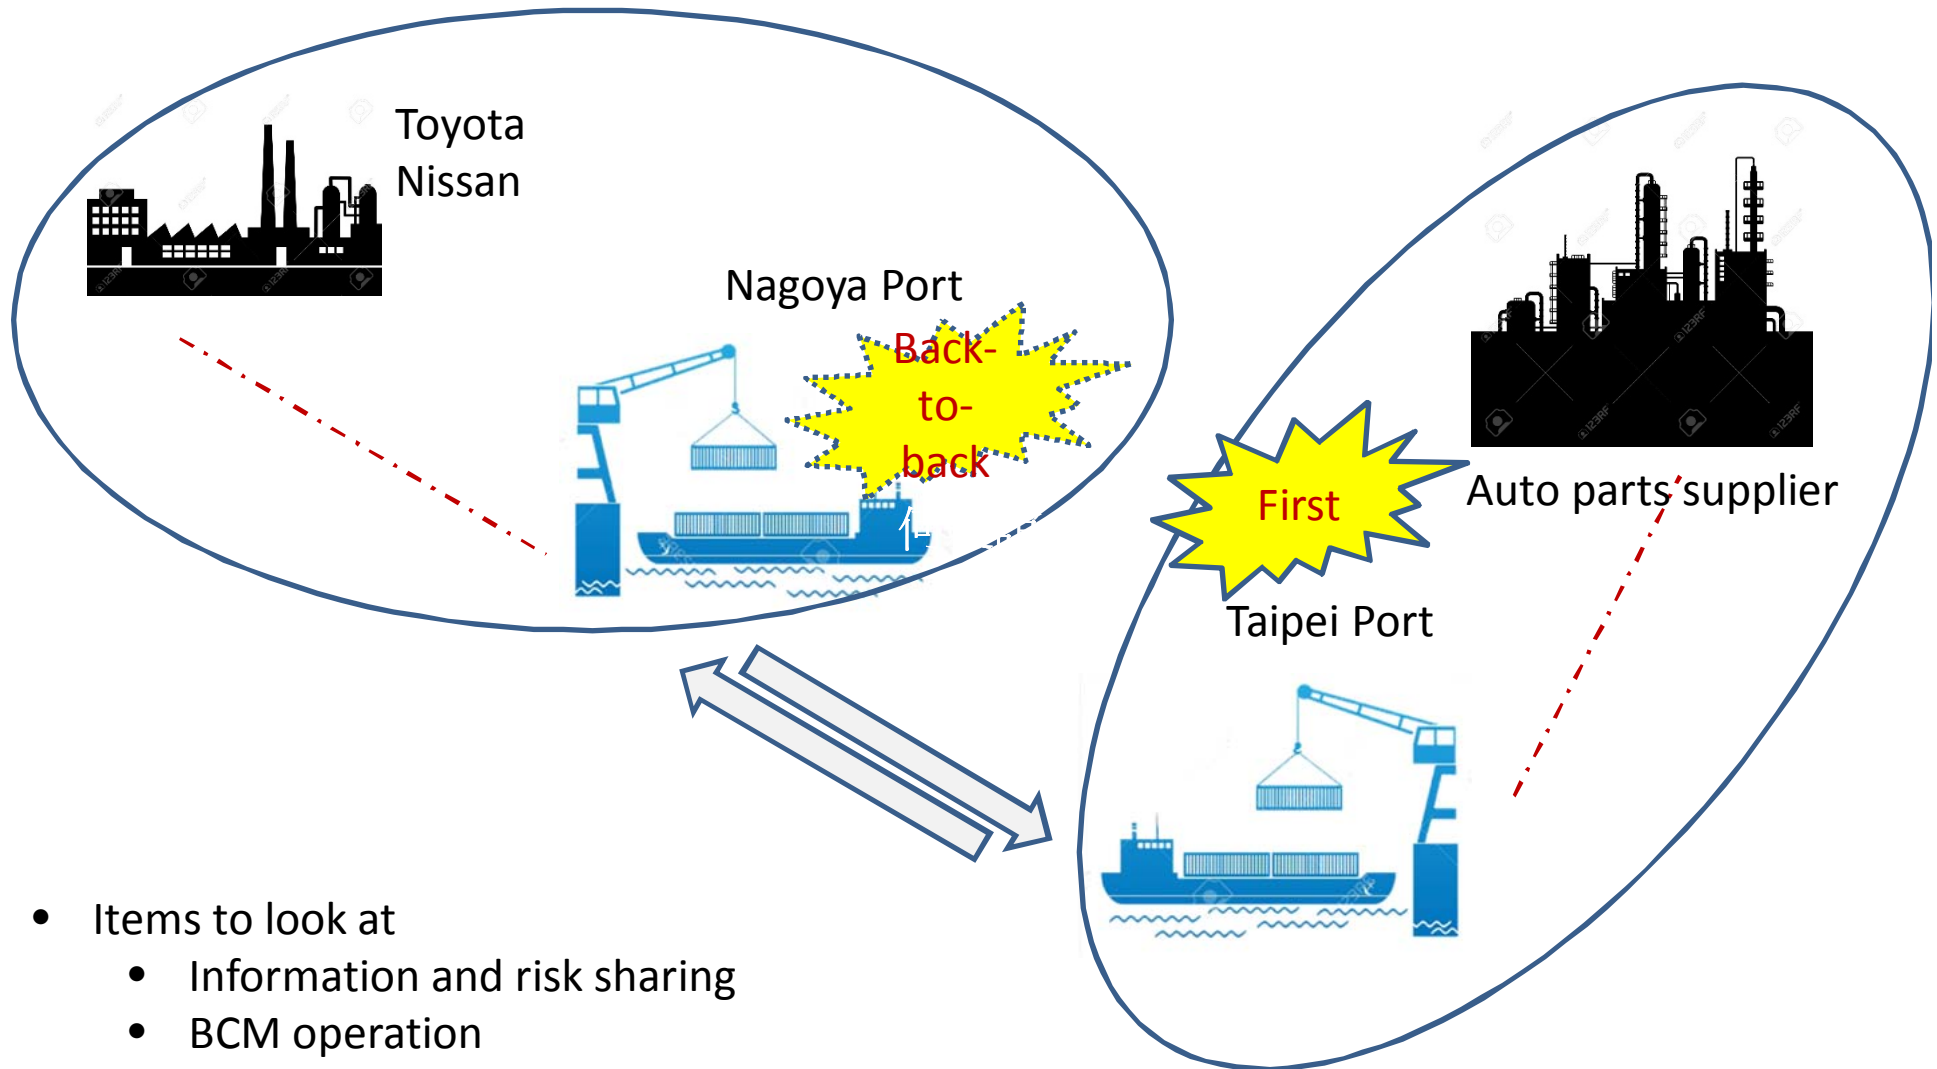 Toyota
Nissan
Nagoya Port
Back-
to-
back
First
Auto parts supplier
Taipei Port
• Items to look at
• Information and risk sharing
• BCM operation